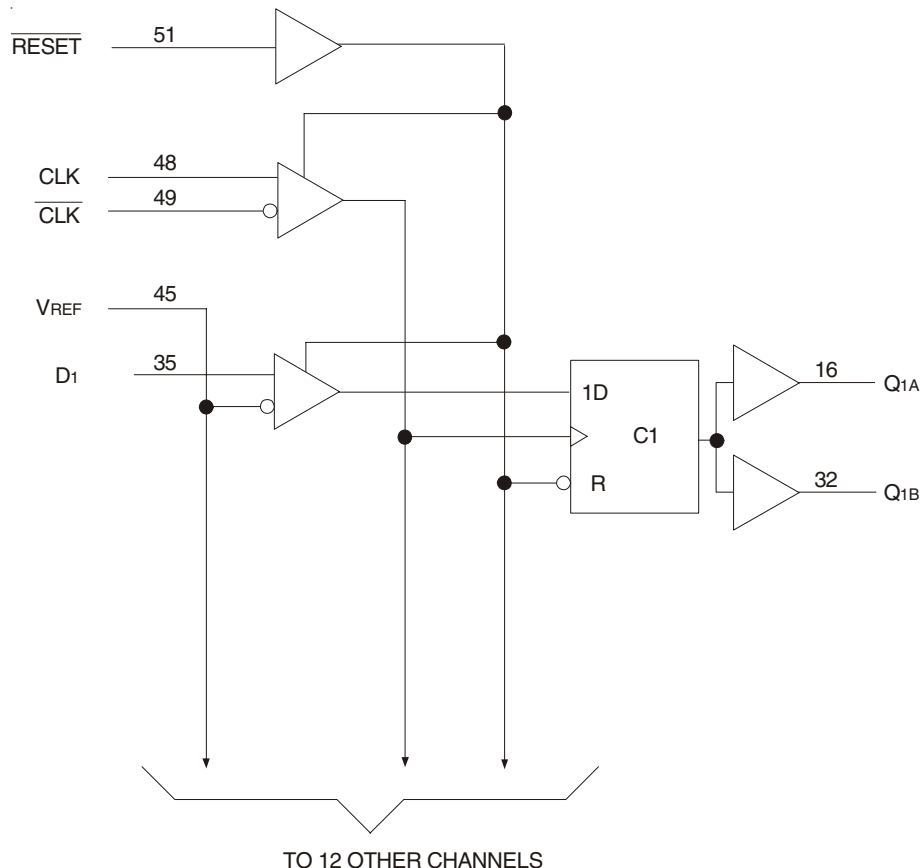 RESET 51
CLK 48
CLK 49
VREF 45
D1 35
1D
C1
R
16 Q1A
32 Q1B
TO 12 OTHER CHANNELS